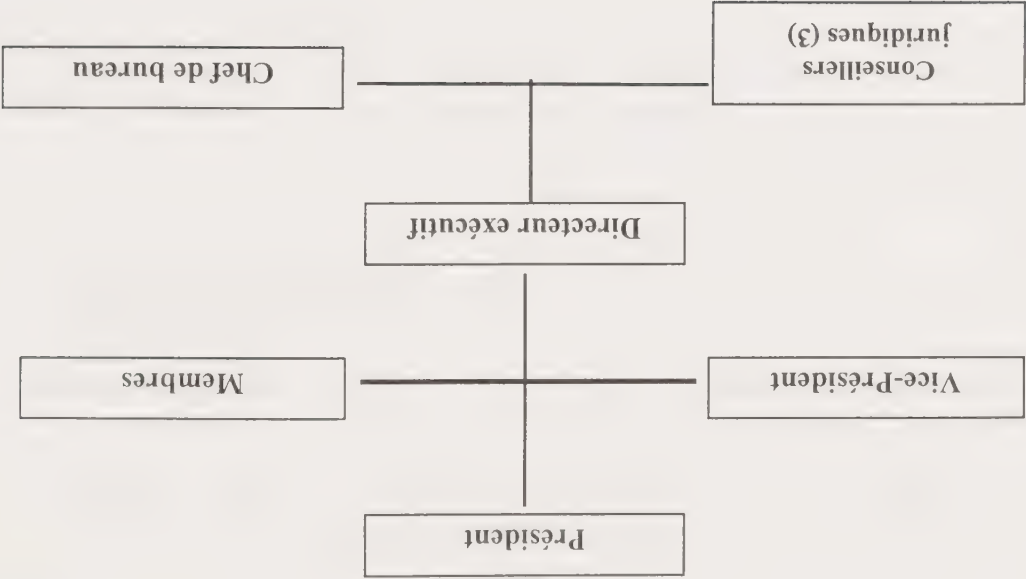 Président
Vice-Président
Membres
Directeur exécutif
Conseillers
juridiques (3)
Chef de bureau